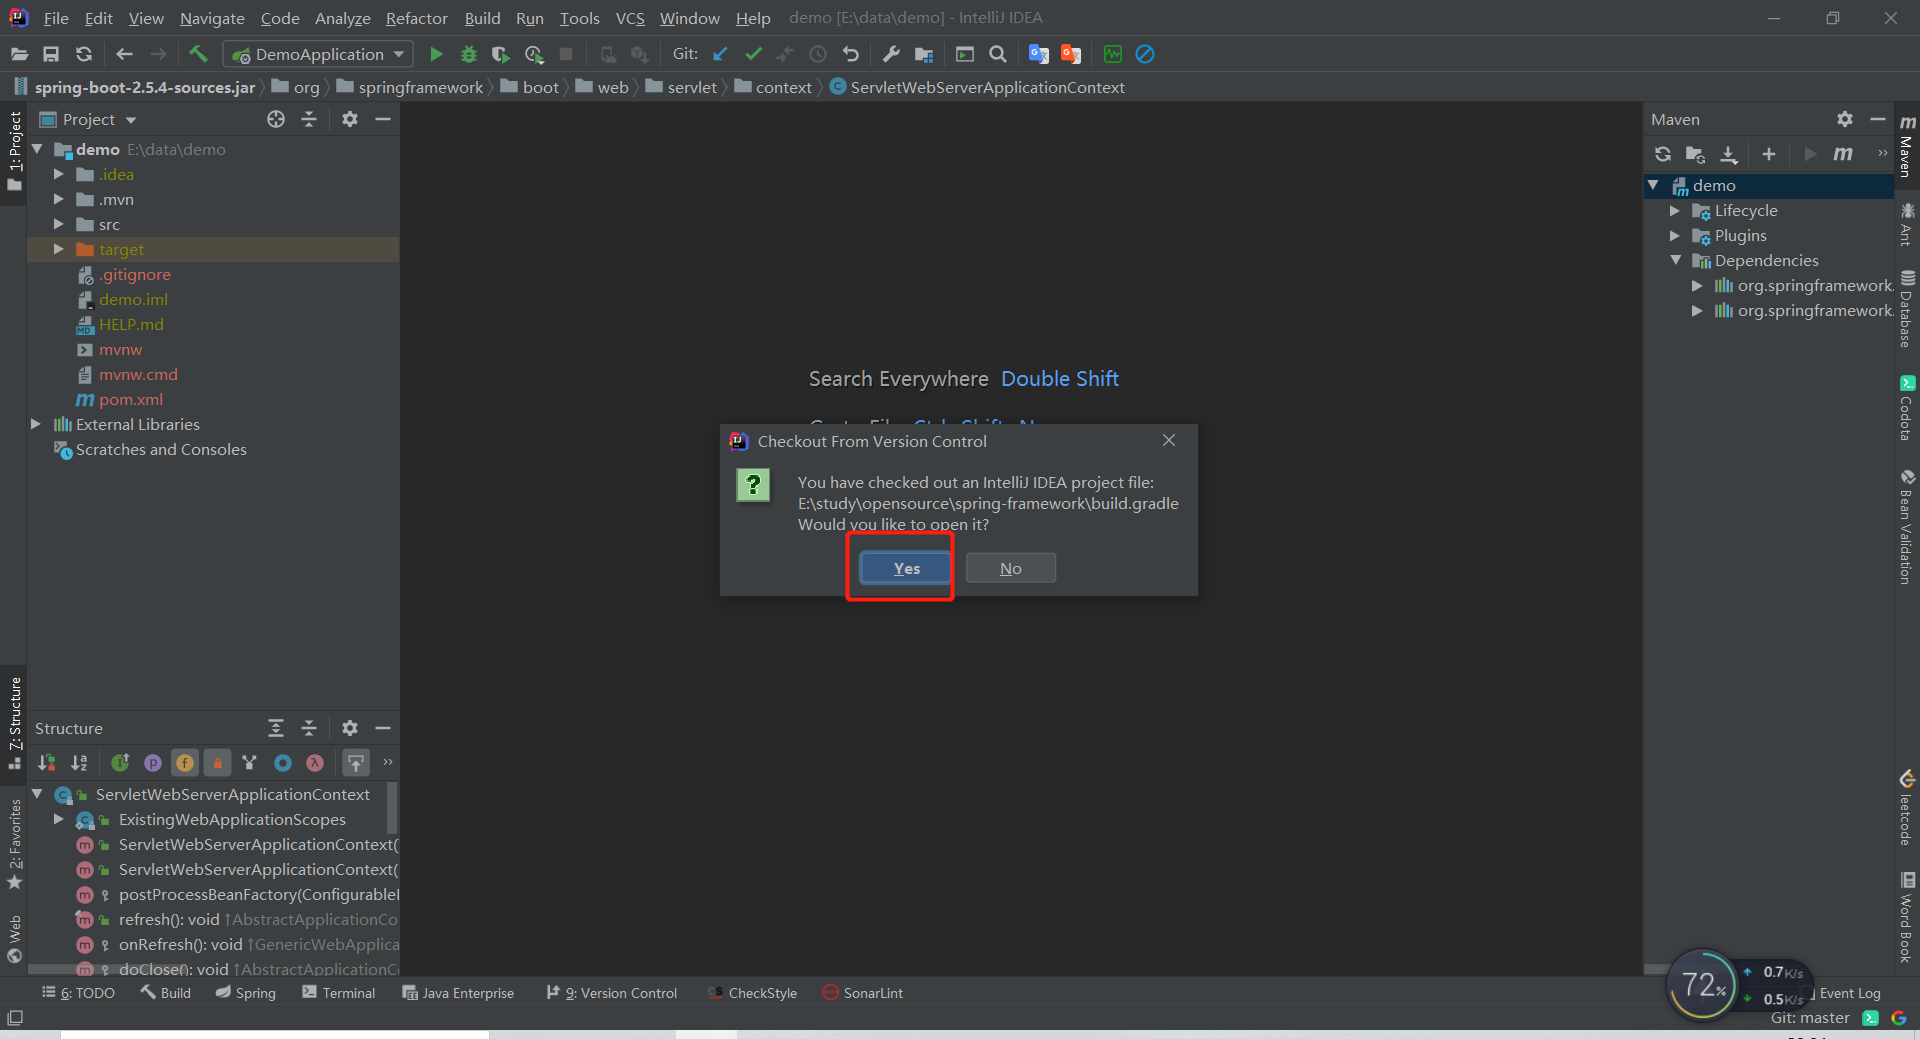 File Edit View Navigate Code Analyze Refactor Build Run Tools VCS Window Help demo [E:\data\demo] - IntelliJ IDEA
DemoApplication Git:
spring-boot-2.5.4-sources.jar org springframework boot web servlet context ServletWebServerApplicationContext
1: Project
Project
demo E:\data\demo
.idea
.mvn
src
target
.gitignore
demo.iml
HELP.md
mvnw
mvnw.cmd
pom.xml
External Libraries
Scratches and Consoles
Search Everywhere Double Shift
Checkout From Version Control
You have checked out an IntelliJ IDEA project file:
E:\study\opensource\spring-framework\build.gradle
Would you like to open it?
Yes No
Maven
demo
Lifecycle
Plugins
Dependencies
org.springframework.
org.springframework.
Maven
Ant
Database
Codota
Bean Validation
leetcode
Word Book
7: Structure
2: Favorites
Web
Structure
ServletWebServerApplicationContext
ExistingWebApplicationScopes
ServletWebServerApplicationContext(
ServletWebServerApplicationContext(
postProcessBeanFactory(Configurable
refresh(): void ↑AbstractApplicationCo
onRefresh(): void ↑GenericWebApplica
doClose(): void ↑AbstractApplicationC
72% 0.7K/s
0.5K/s
6: TODO Build Spring Terminal Java Enterprise 9: Version Control CheckStyle SonarLint Event Log
Git: master